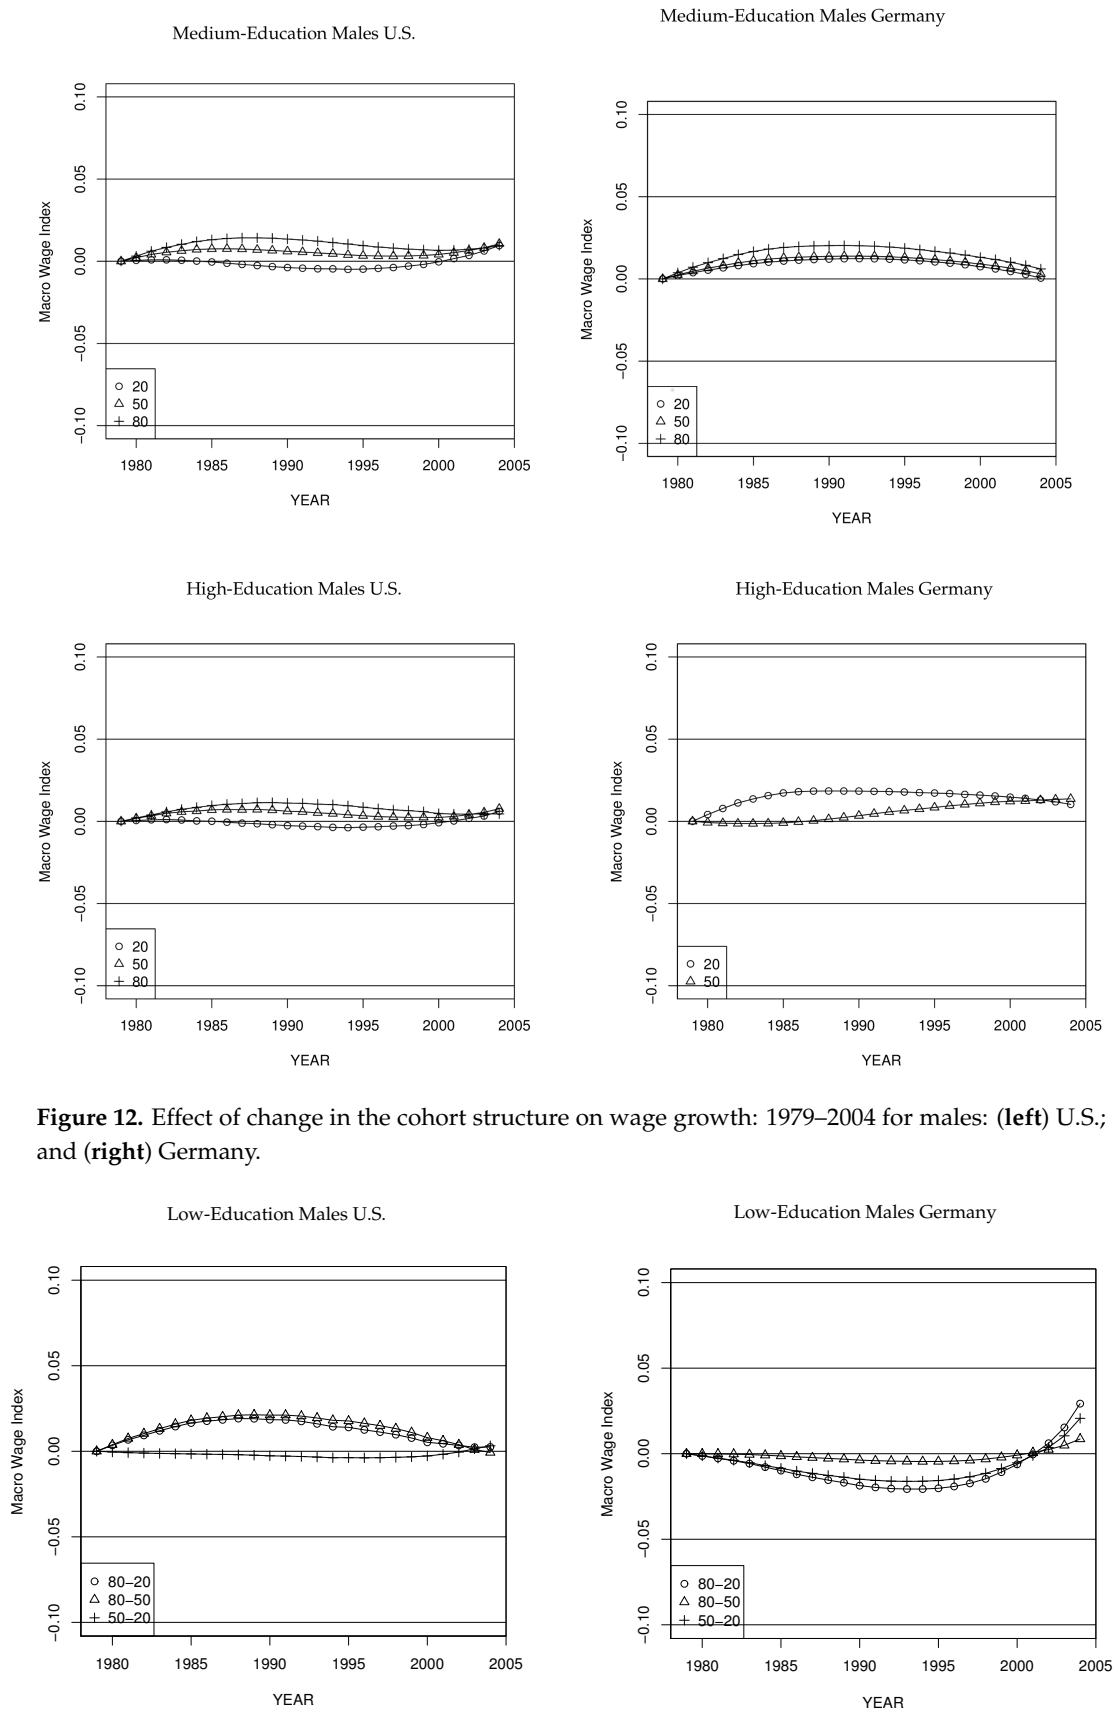 Medium-Education Males U.S.
Macro Wage Index
0.10
0.05
0.00
−0.05
−0.10
20
50
80
1980 1985 1990 1995 2000 2005
YEAR
Medium-Education Males Germany
Macro Wage Index
0.10
0.05
0.00
−0.05
−0.10
20
50
80
1980 1985 1990 1995 2000 2005
YEAR
High-Education Males U.S.
Macro Wage Index
0.10
0.05
0.00
−0.05
−0.10
20
50
80
1980 1985 1990 1995 2000 2005
YEAR
High-Education Males Germany
Macro Wage Index
0.10
0.05
0.00
−0.05
−0.10
20
50
1980 1985 1990 1995 2000 2005
YEAR
Figure 12. Effect of change in the cohort structure on wage growth: 1979–2004 for males: (left) U.S.;
and (right) Germany.
Low-Education Males U.S.
Macro Wage Index
0.10
0.05
0.00
−0.05
−0.10
80−20
80−50
50−20
1980 1985 1990 1995 2000 2005
YEAR
Low-Education Males Germany
Macro Wage Index
0.10
0.05
0.00
−0.05
−0.10
80−20
80−50
50−20
1980 1985 1990 1995 2000 2005
YEAR